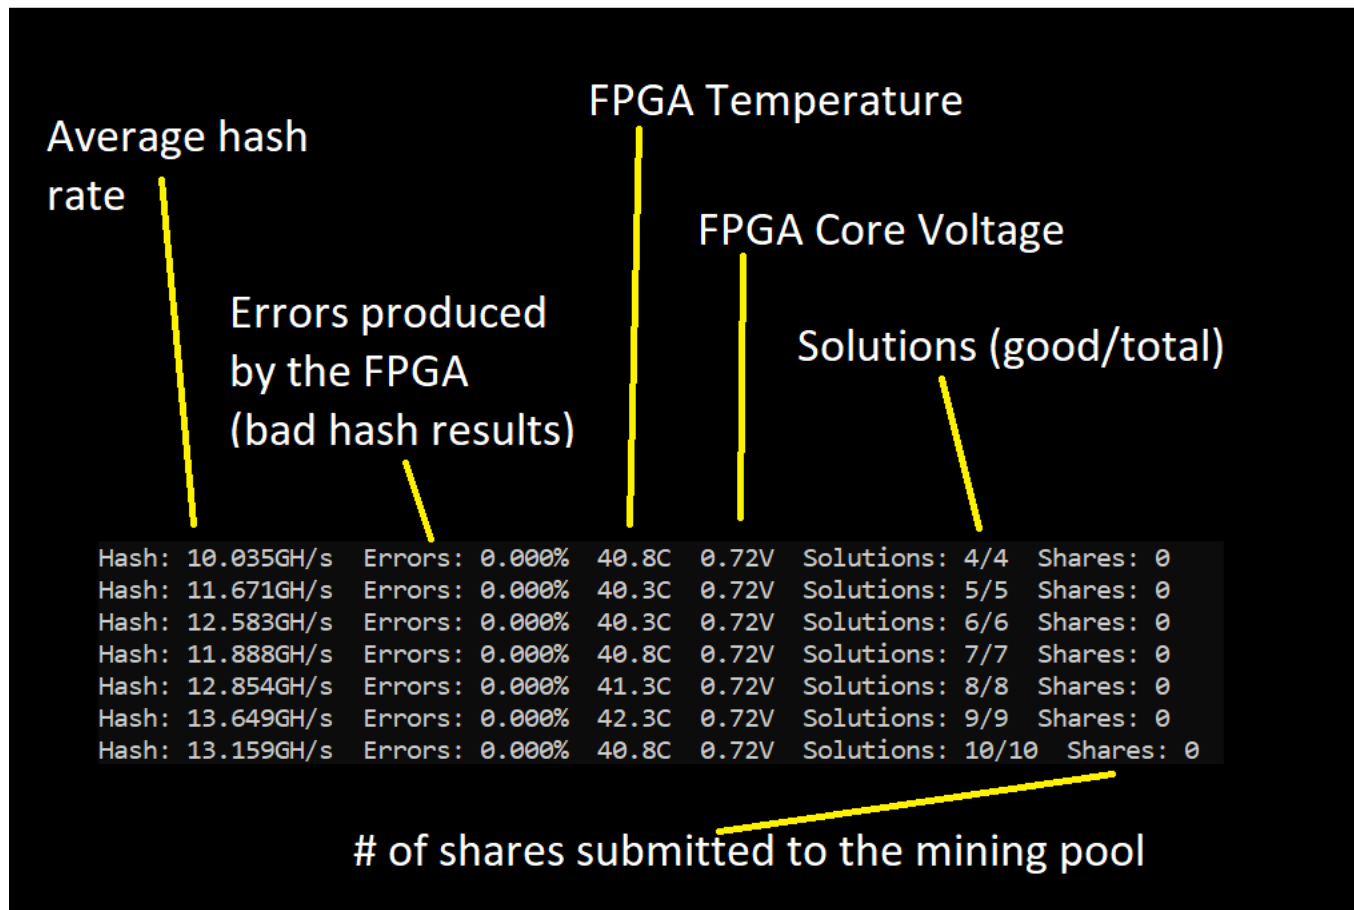 FPGA Temperature
Average hash
rate
FPGA Core Voltage
Errors produced
by the FPGA
(bad hash results)
Solutions (good/total)
Hash: 10.035GH/s  Errors: 0.000%  40.8C  0.72V  Solutions: 4/4  Shares: 0
Hash: 11.671GH/s  Errors: 0.000%  40.3C  0.72V  Solutions: 5/5  Shares: 0
Hash: 12.583GH/s  Errors: 0.000%  40.3C  0.72V  Solutions: 6/6  Shares: 0
Hash: 11.888GH/s  Errors: 0.000%  40.8C  0.72V  Solutions: 7/7  Shares: 0
Hash: 12.854GH/s  Errors: 0.000%  41.3C  0.72V  Solutions: 8/8  Shares: 0
Hash: 13.649GH/s  Errors: 0.000%  42.3C  0.72V  Solutions: 9/9  Shares: 0
Hash: 13.159GH/s  Errors: 0.000%  40.8C  0.72V  Solutions: 10/10  Shares: 0
# of shares submitted to the mining pool